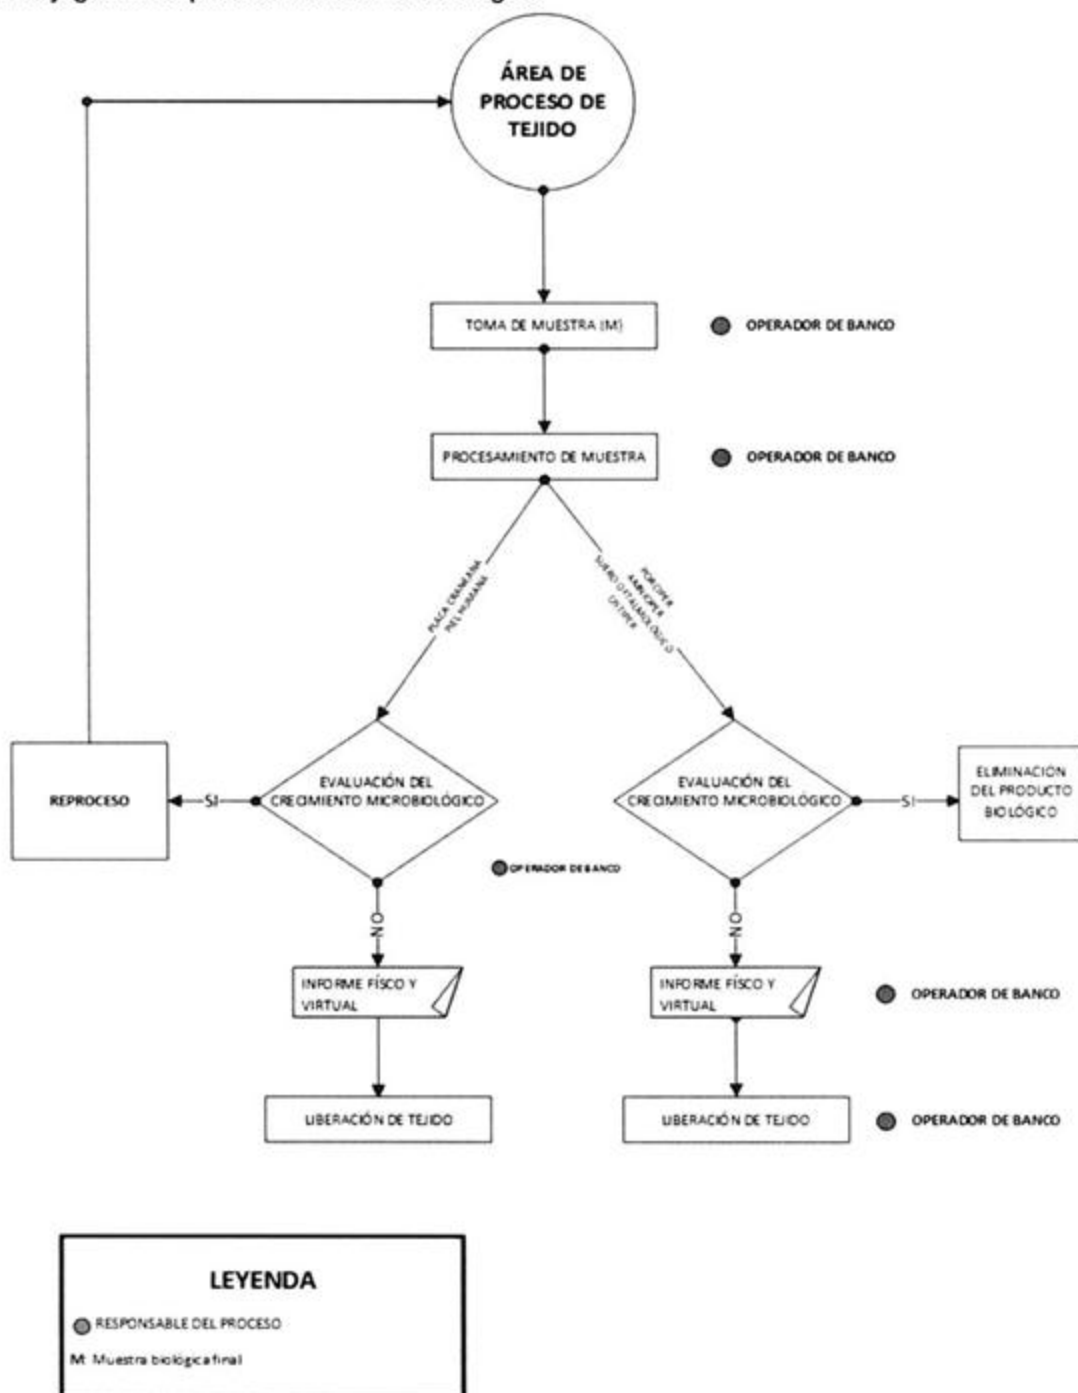 ÁREA DE
PROCESO DE
TEJIDO
TOMA DE MUESTRA (M)
OPERADOR DE BANCO
PROCESAMIENTO DE MUESTRA
OPERADOR DE BANCO
PLACA CRANEANA
PIEL HUMANA
SUERO OFTALMOLÓGICO
EVALUACIÓN DEL
CRECIMIENTO MICROBIOLÓGICO
SI
REPROCESO
EVALUACIÓN DEL
CRECIMIENTO MICROBIOLÓGICO
SI
ELIMINACIÓN
DEL PRODUCTO
BIOLÓGICO
OPERADOR DE BANCO
NO
NO
INFORME FÍSCO Y
VIRTUAL
INFORME FÍSCO Y
VIRTUAL
OPERADOR DE BANCO
LIBERACIÓN DE TEJIDO
LIBERACIÓN DE TEJIDO
OPERADOR DE BANCO
LEYENDA
RESPONSABLE DEL PROCESO
M: Muestra biológica final